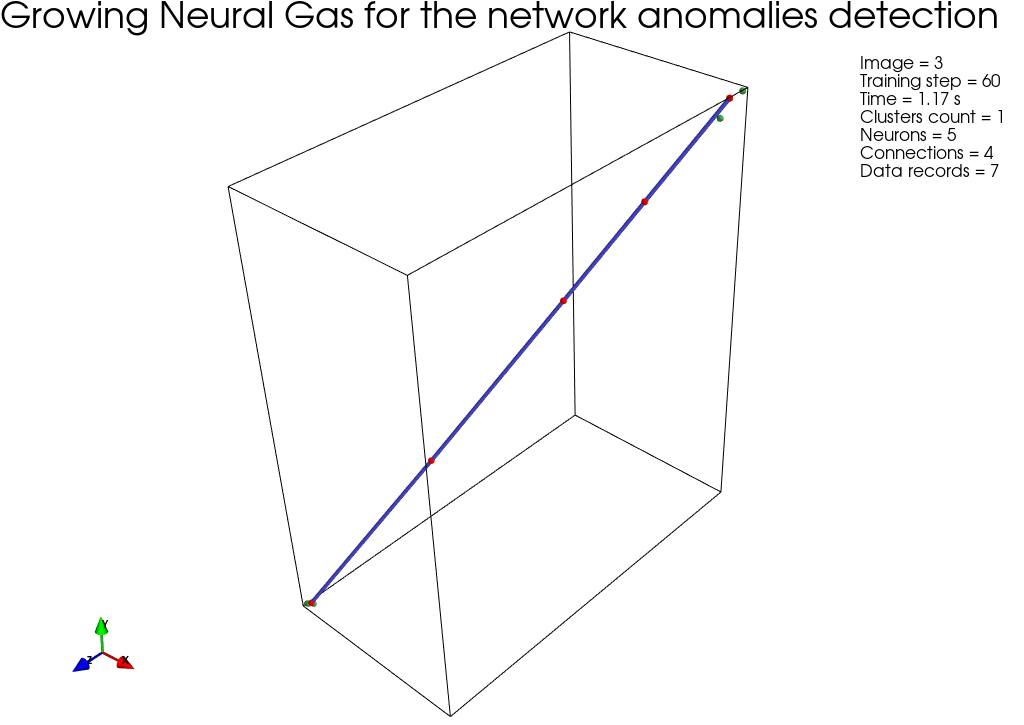 Growing Neural Gas for the network anomalies detection
Image = 3
Training step = 60
Time = 1.17 s
Clusters count = 1
Neurons = 5
Connections = 4
Data records = 7
Y
Z
X